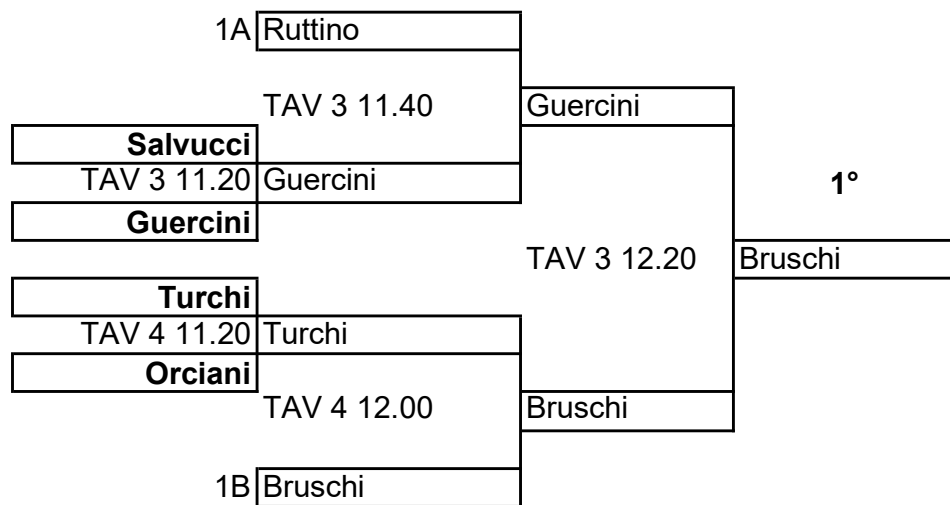 1A Ruttino
TAV 3 11.40 Guercini
Salvucci
TAV 3 11.20 Guercini 1°
Guercini
TAV 3 12.20 Bruschi
Turchi
TAV 4 11.20 Turchi
Orciani
TAV 4 12.00 Bruschi
1B Bruschi